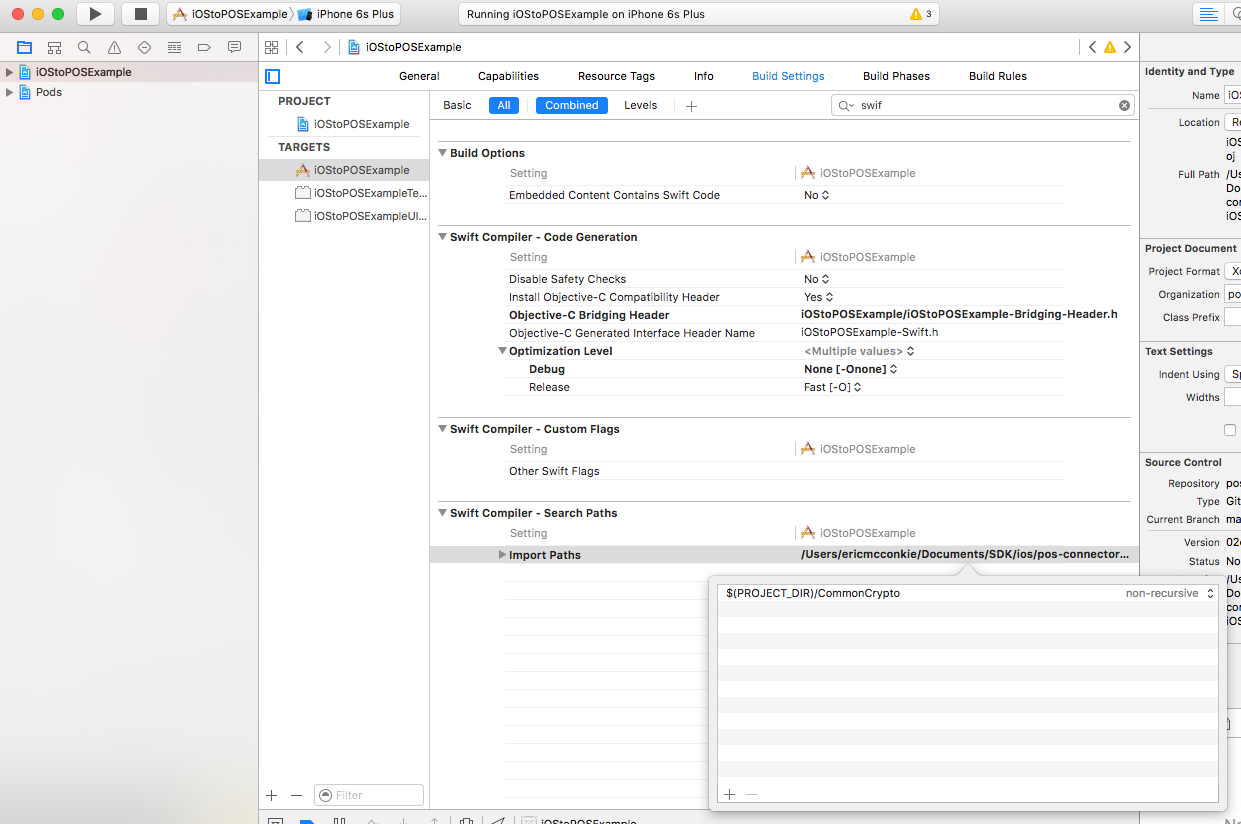 iOStoPOSExample
iPhone 6s Plus
Running iOStoPOSExample on iPhone 6s Plus
3
iOStoPOSExample
iOStoPOSExample
Pods
General Capabilities Resource Tags Info Build Settings Build Phases Build Rules
PROJECT
iOStoPOSExample
TARGETS
iOStoPOSExample
iOStoPOSExampleTe...
iOStoPOSExampleUI...
Filter
Basic All Combined Levels
swif
Build Options
Setting iOStoPOSExample
Embedded Content Contains Swift Code No
Swift Compiler - Code Generation
Setting iOStoPOSExample
Disable Safety Checks No
Install Objective-C Compatibility Header Yes
Objective-C Bridging Header iOStoPOSExample/iOStoPOSExample-Bridging-Header.h
Objective-C Generated Interface Header Name iOStoPOSExample-Swift.h
Optimization Level <Multiple values>
Debug None [-Onone]
Release Fast [-O]
Swift Compiler - Custom Flags
Setting iOStoPOSExample
Other Swift Flags
Swift Compiler - Search Paths
Setting iOStoPOSExample
Import Paths /Users/ericmcconkie/Documents/SDK/ios/pos-connector...
$(PROJECT_DIR)/CommonCrypto non-recursive
iOStoPOSExample
Identity and Type
Name iOS
Location Re
iOS
oj
Full Path /Us
Do
cor
iOS
Project Document
Project Format Xc
Organization po
Class Prefix
Text Settings
Indent Using Sp
Widths
Source Control
Repository pos
Type Git
Current Branch ma
Version 02
Status No
/Us
Do
cor
iOS
No